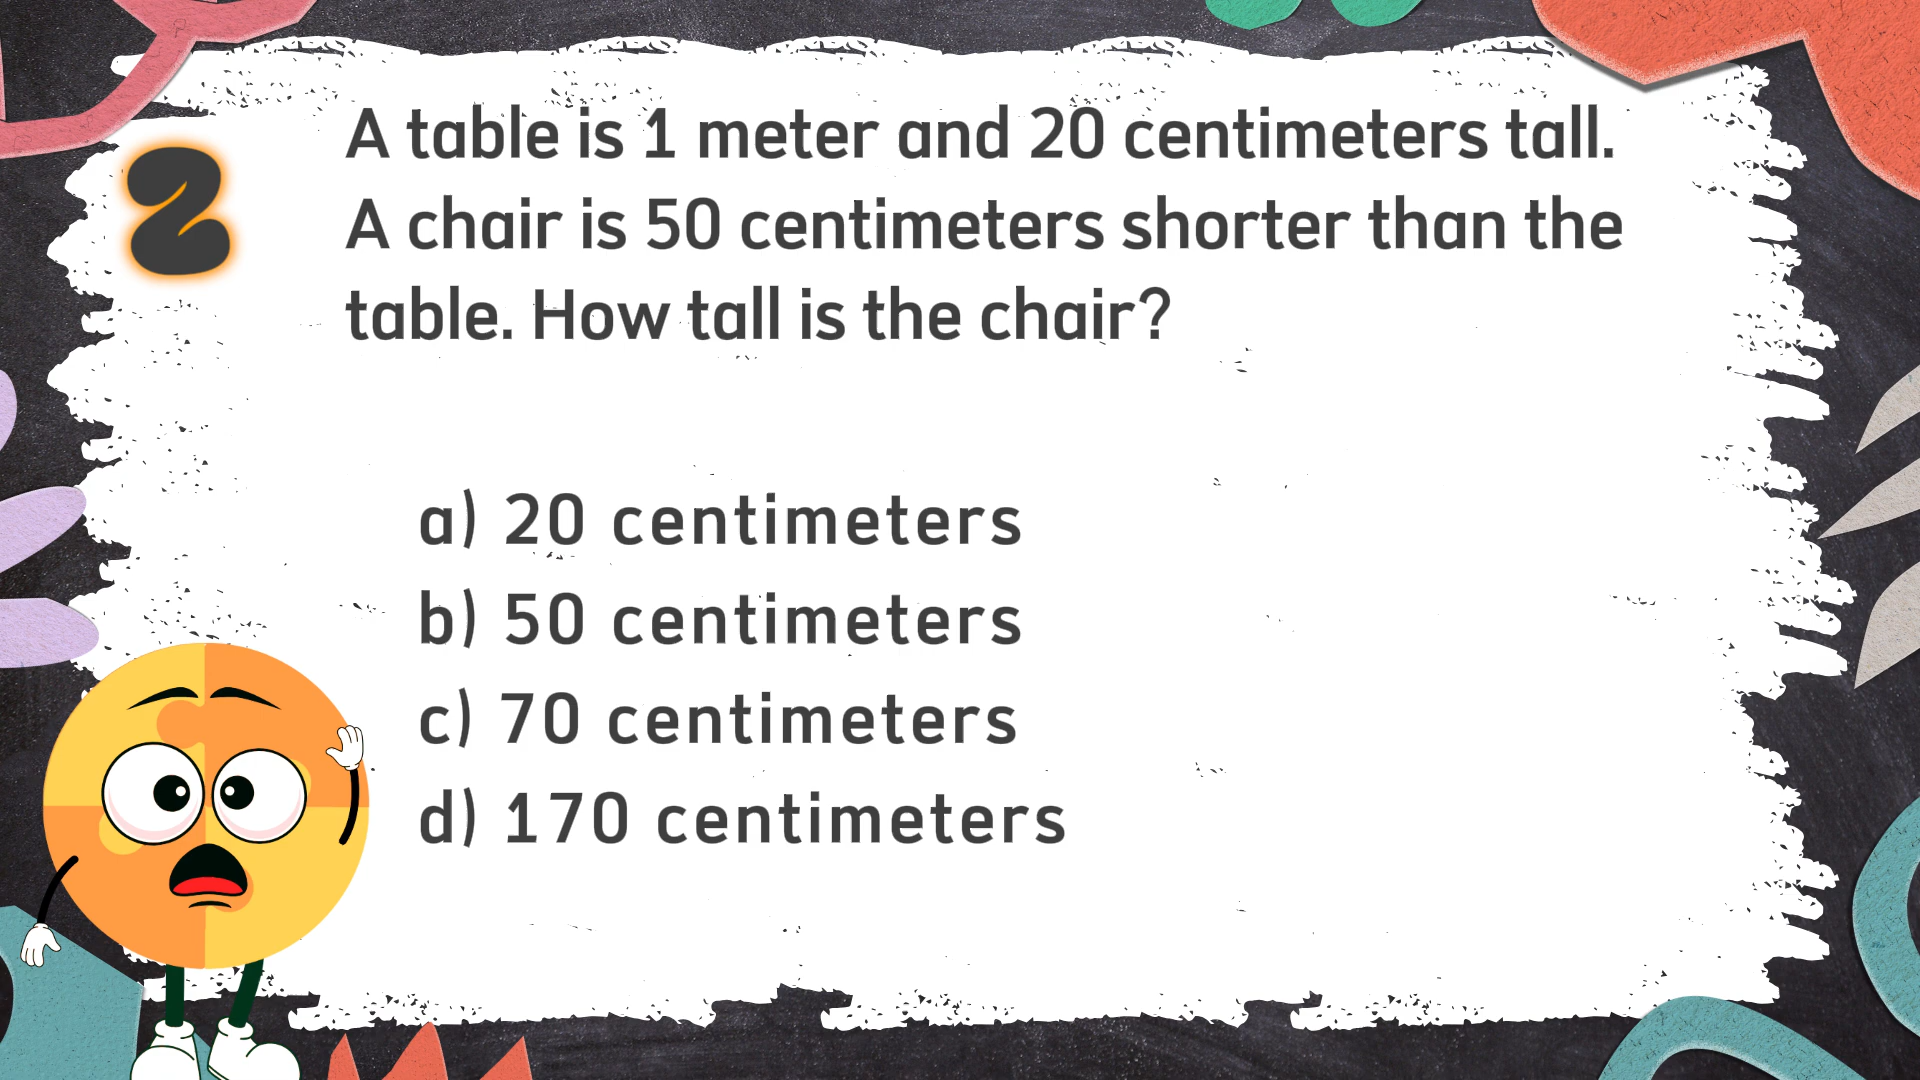 2
A table is 1 meter and 20 centimeters tall.
A chair is 50 centimeters shorter than the
table. How tall is the chair?
a) 20 centimeters
b) 50 centimeters
c) 70 centimeters
d) 170 centimeters